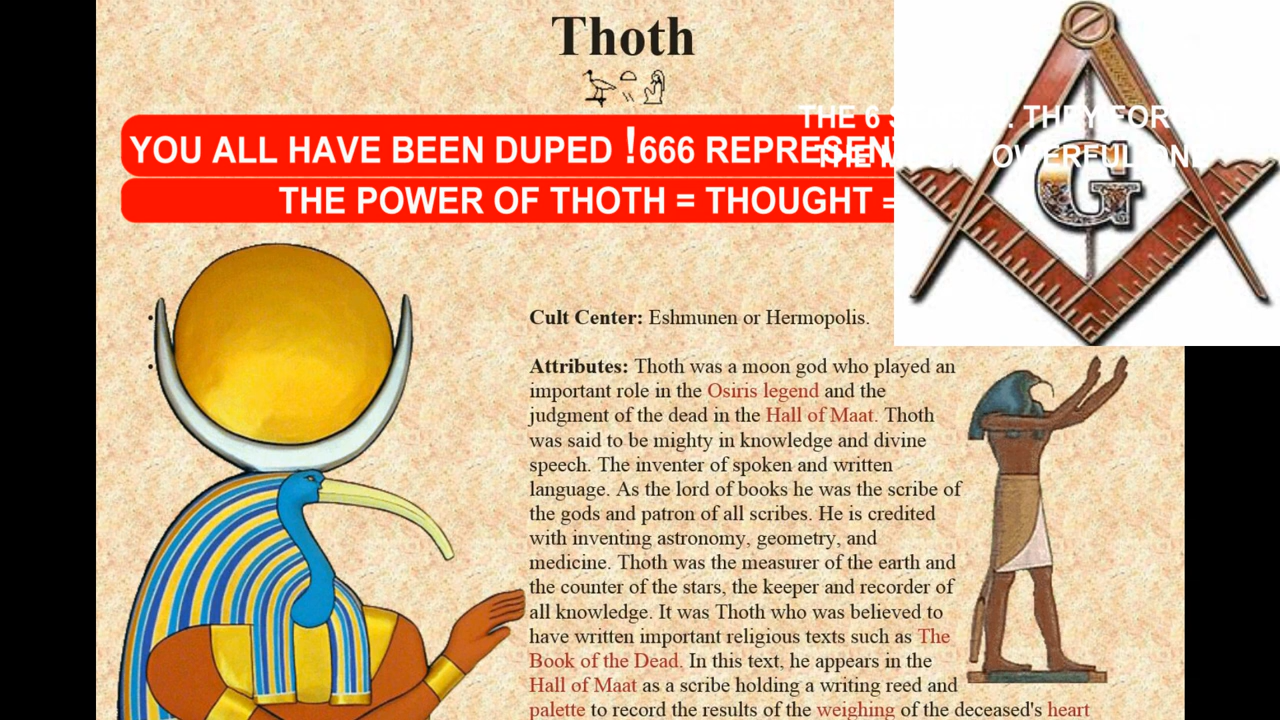 Thoth
YOU ALL HAVE BEEN DUPED !666 REPRESEN
THE POWER OF THOTH = THOUGHT =
THE 6 THEY FOR
THE OWERFUL ON
G
Cult Center: Eshmunen or Hermopolis.
Attributes: Thoth was a moon god who played an
important role in the Osiris legend and the
judgment of the dead in the Hall of Maat. Thoth
was said to be mighty in knowledge and divine
speech. The inventer of spoken and written
language. As the lord of books he was the scribe of
the gods and patron of all scribes. He is credited
with inventing astronomy, geometry, and
medicine. Thoth was the measurer of the earth and
the counter of the stars, the keeper and recorder of
all knowledge. It was Thoth who was believed to
have written important religious texts such as The
Book of the Dead. In this text, he appears in the
Hall of Maat as a scribe holding a writing reed and
palette to record the results of the weighing of the deceased's heart